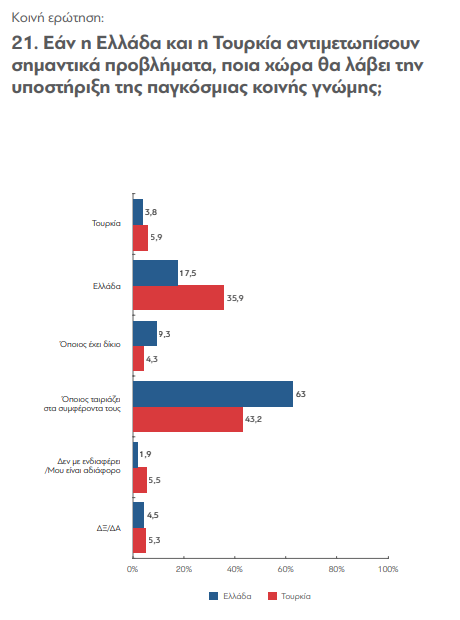 Κοινή ερώτηση:
21. Εάν η Ελλάδα και η Τουρκία αντιμετωπίσουν
σημαντικά προβλήματα, ποια χώρα θα λάβει την
υποστήριξη της παγκόσμιας κοινής γνώμης;
Τουρκία
3,8
5,9
Ελλάδα
17,5
35,9
Όποιος έχει δίκιο
9,3
4,3
Όποιος ταιριάζει
στα συμφέροντα τους
63
43,2
Δεν με ενδιαφέρει
/Μου είναι αδιάφορο
1,9
5,5
ΔΞ/ΔΑ
4,5
5,3
0% 20% 40% 60% 80% 100%
Ελλάδα Τουρκία